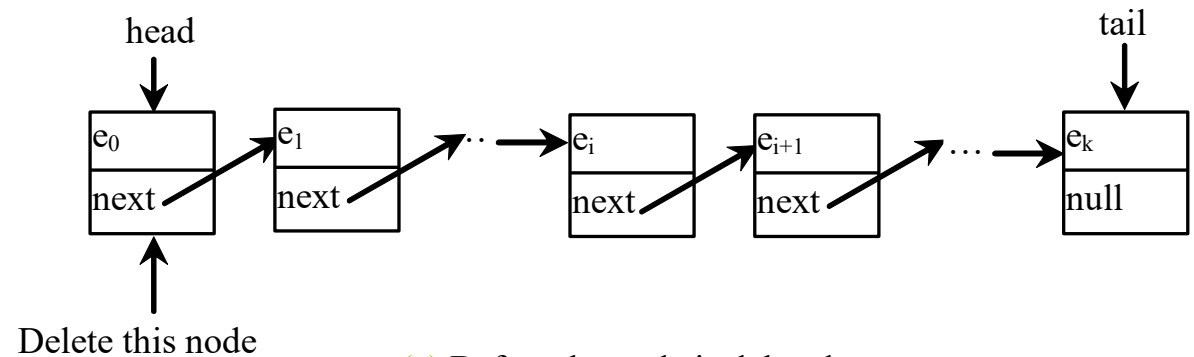 head
tail
e0
e1
..
ei
ei+1
...
ek
next
next
next
next
null
Delete this node